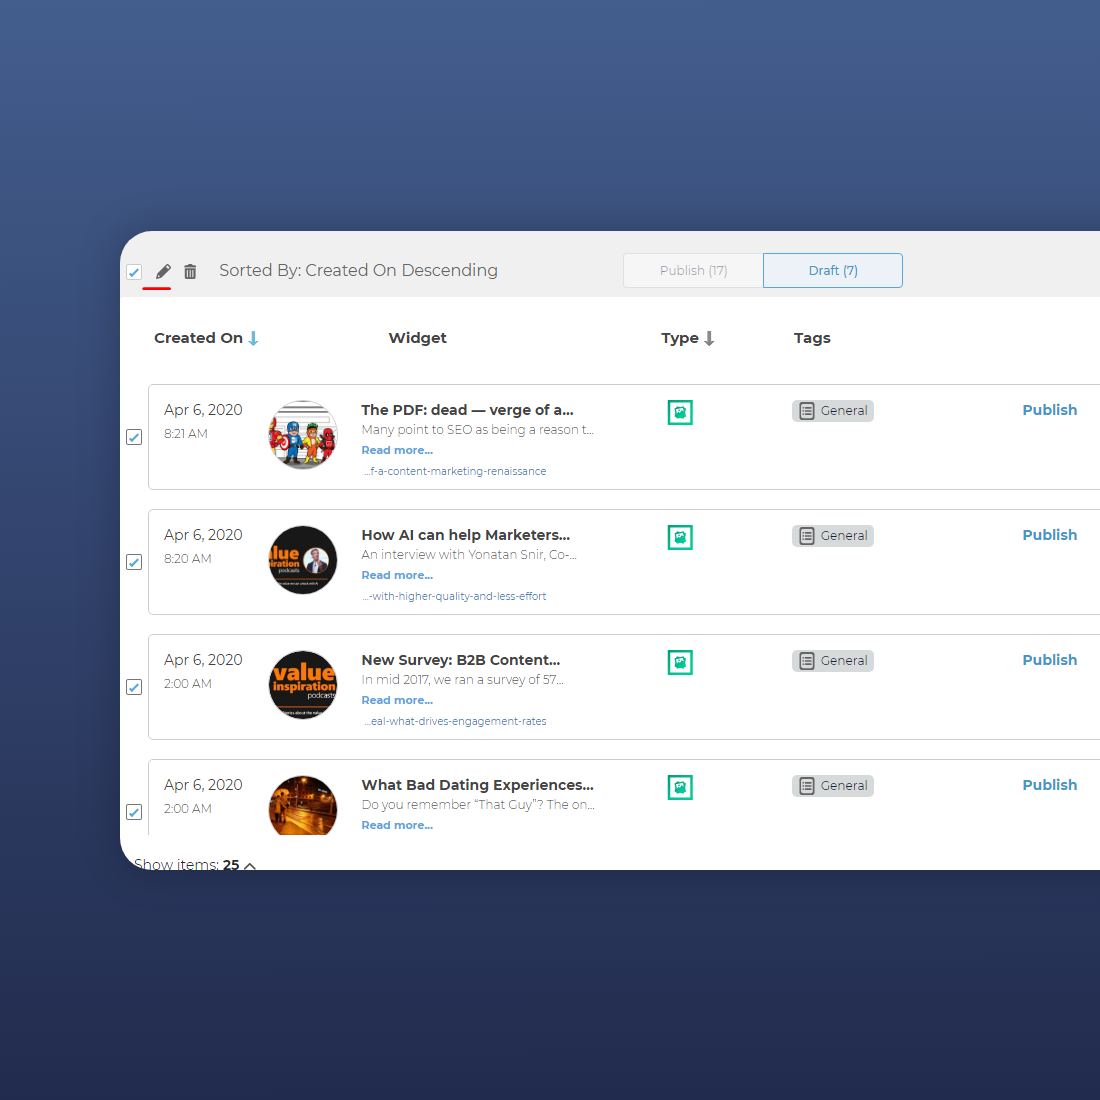 Sorted By: Created On Descending
Publish (17)
Draft (7)
Created On
Widget
Type
Tags
Apr 6, 2020
8:21 AM
The PDF: dead — verge of a...
Many point to SEO as being a reason t...
Read more...
...f-a-content-marketing-renaissance
General
Publish
Apr 6, 2020
8:20 AM
lue
iration
podcasts
How AI can help Marketers...
An interview with Yonatan Snir, Co-...
Read more...
...-with-higher-quality-and-less-effort
General
Publish
Apr 6, 2020
2:00 AM
value
inspiration
podcasts
New Survey: B2B Content...
In mid 2017, we ran a survey of 57...
Read more...
...eal-what-drives-engagement-rates
General
Publish
Apr 6, 2020
2:00 AM
What Bad Dating Experiences...
Do you remember “That Guy”? The on...
Read more...
General
Publish
Show items: 25